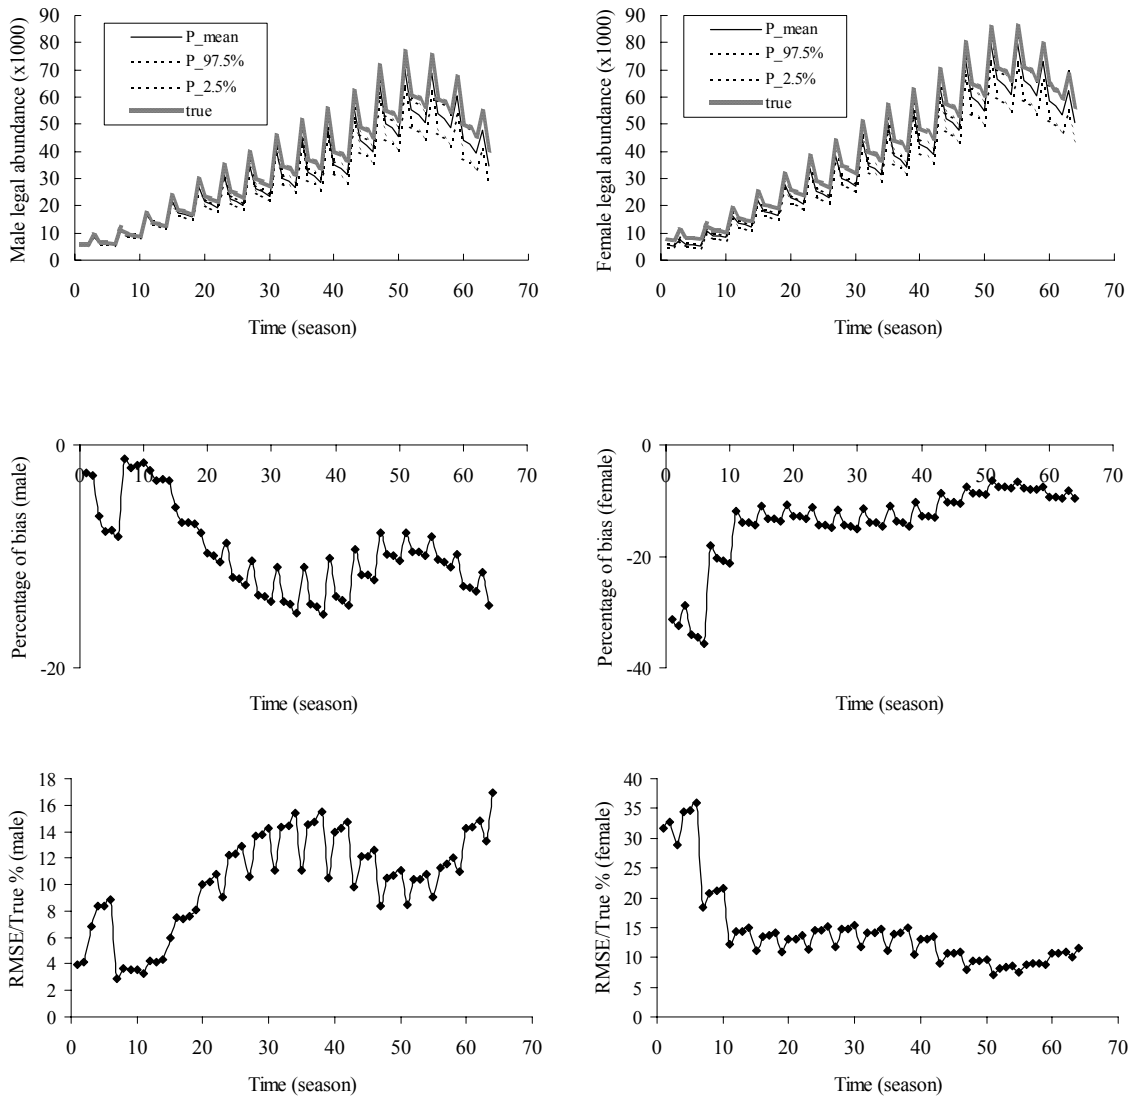 Male legal abundance (x1000)
90
80
70
60
50
40
30
20
10
0
P_mean
P_97.5%
P_2.5%
true
0 10 20 30 40 50 60 70
Time (season)
Female legal abundance (x1000)
90
80
70
60
50
40
30
20
10
0
P_mean
P_97.5%
P_2.5%
true
0 10 20 30 40 50 60 70
Time (season)
Percentage of bias (male)
0
-20
0 10 20 30 40 50 60 70
Time (season)
Percentage of bias (female)
0
-20
-40
0 10 20 30 40 50 60 70
Time (season)
RMSE/True % (male)
18
16
14
12
10
8
6
4
2
0
0 10 20 30 40 50 60 70
Time (season)
RMSE/True % (female)
40
35
30
25
20
15
10
5
0
0 10 20 30 40 50 60 70
Time (season)